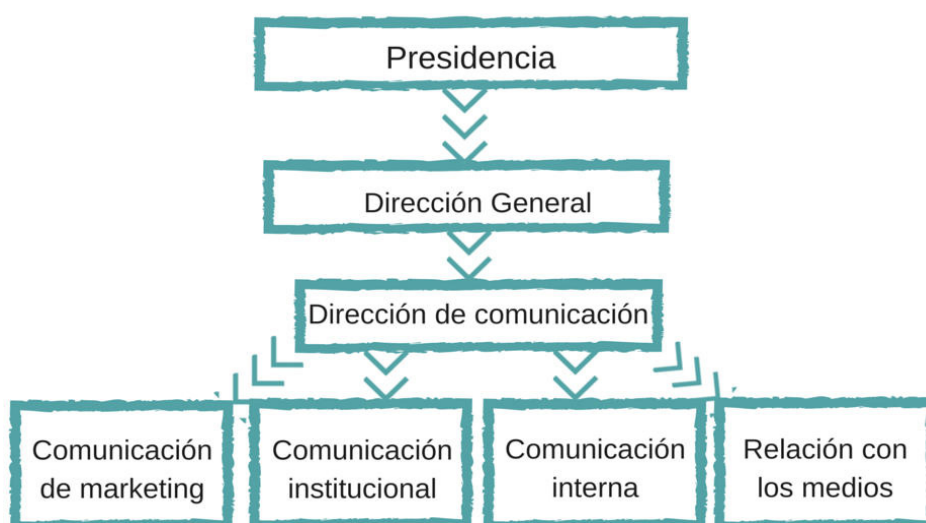 Presidencia
Dirección General
Dirección de comunicación
Comunicación
de marketing
Comunicación
institucional
Comunicación
interna
Relación con
los medios